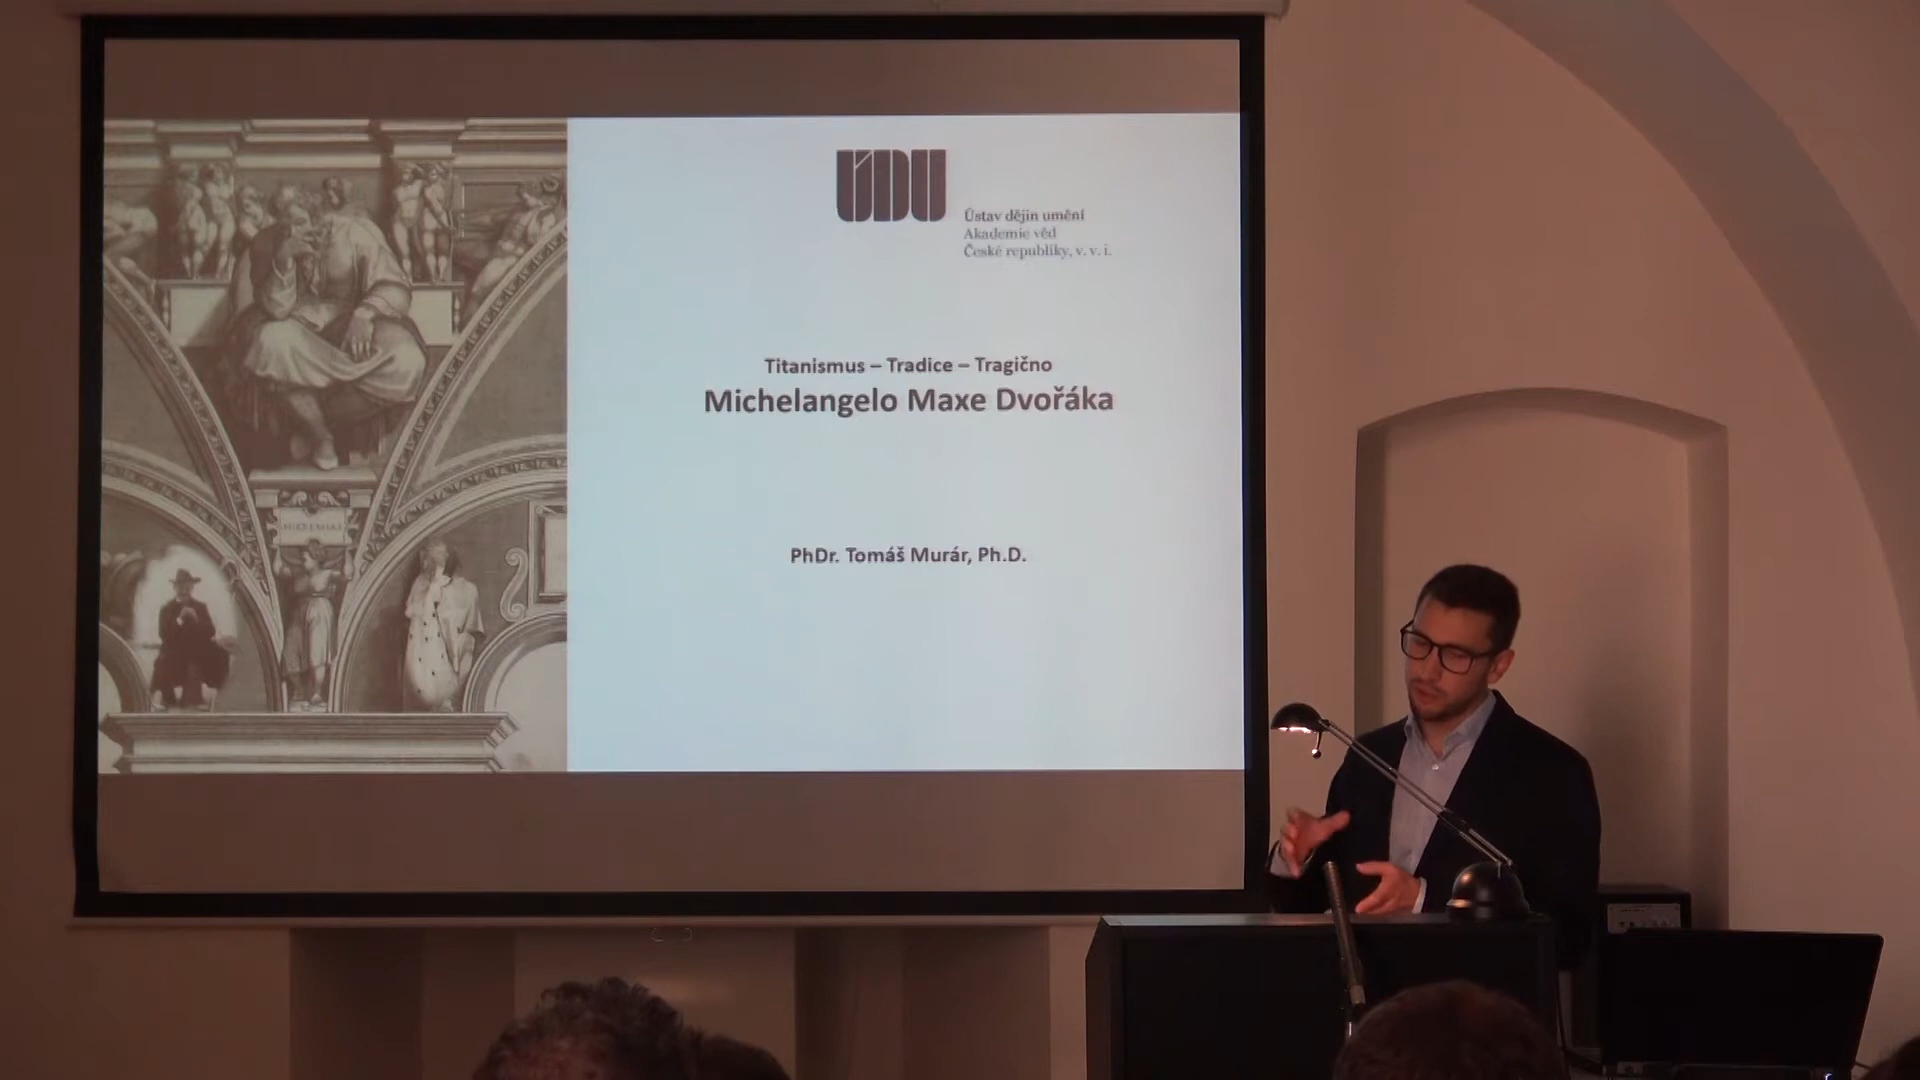 ÚDU
Ústav dějin umění
Akademie věd
České republiky, v. v. i.
Titanismus – Tradice – Tragično
Michelangelo Maxe Dvořáka
PhDr. Tomáš Murár, Ph.D.